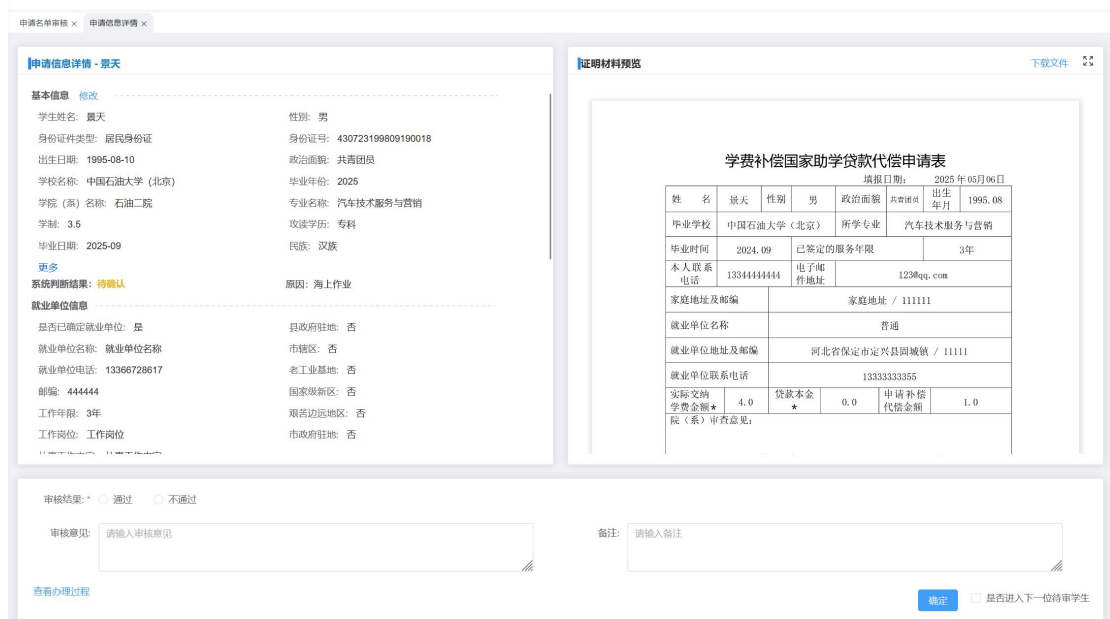 申请名单审核 × 申请信息详情 ×
申请信息详情 - 景天
基本信息 修改
学生姓名: 景天 性别: 男
身份证件类型: 居民身份证 身份证号: 430723199809190018
出生日期: 1995-08-10 政治面貌: 共青团员
学校名称: 中国石油大学（北京） 毕业年份: 2025
学院（系）名称: 石油二院 专业名称: 汽车技术服务与营销
学制: 3.5 攻读学历: 专科
毕业日期: 2025-09 民族: 汉族
更多
系统判断结果: 待确认 原因: 海上作业
就业单位信息
是否已确定就业单位: 是 县政府驻地: 否
就业单位名称: 就业单位名称 市辖区: 否
就业单位电话: 13366728617 老工业基地: 否
邮编: 444444 国家级新区: 否
工作年限: 3年 艰苦边远地区: 否
工作岗位: 工作岗位 市政府驻地: 否
证明材料预览 下载文件
学费补偿国家助学贷款代偿申请表
填报日期: 2025 年 05月06日
姓 名 景天 性别 男 政治面貌 共青团员 出生年月 1995.08
毕业学校 中国石油大学（北京） 所学专业 汽车技术服务与营销
毕业时间 2024.09 已签定的服务年限 3年
本人联系电话 13344444444 电子邮件地址 123@qq.com
家庭地址及邮编 家庭地址 / 111111
就业单位名称 普通
就业单位地址及邮编 河北省保定市定兴县固城镇 / 11111
就业单位联系电话 13333333355
实际交纳学费金额* 4.0 贷款本金* 0.0 申请补偿代偿金额 1.0
院（系）审查意见:
审核结果: * 通过 不通过
审核意见: 请输入审核意见 备注: 请输入备注
查看办理过程 确定 是否进入下一位待审学生